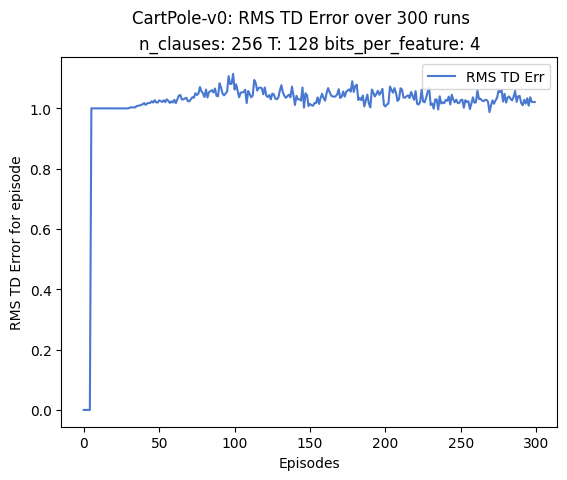 CartPole-v0: RMS TD Error over 300 runs
n_clauses: 256 T: 128 bits_per_feature: 4
RMS TD Err
1.0
0.8
0.6
0.4
0.2
0.0
RMS TD Error for episode
0 50 100 150 200 250 300
Episodes